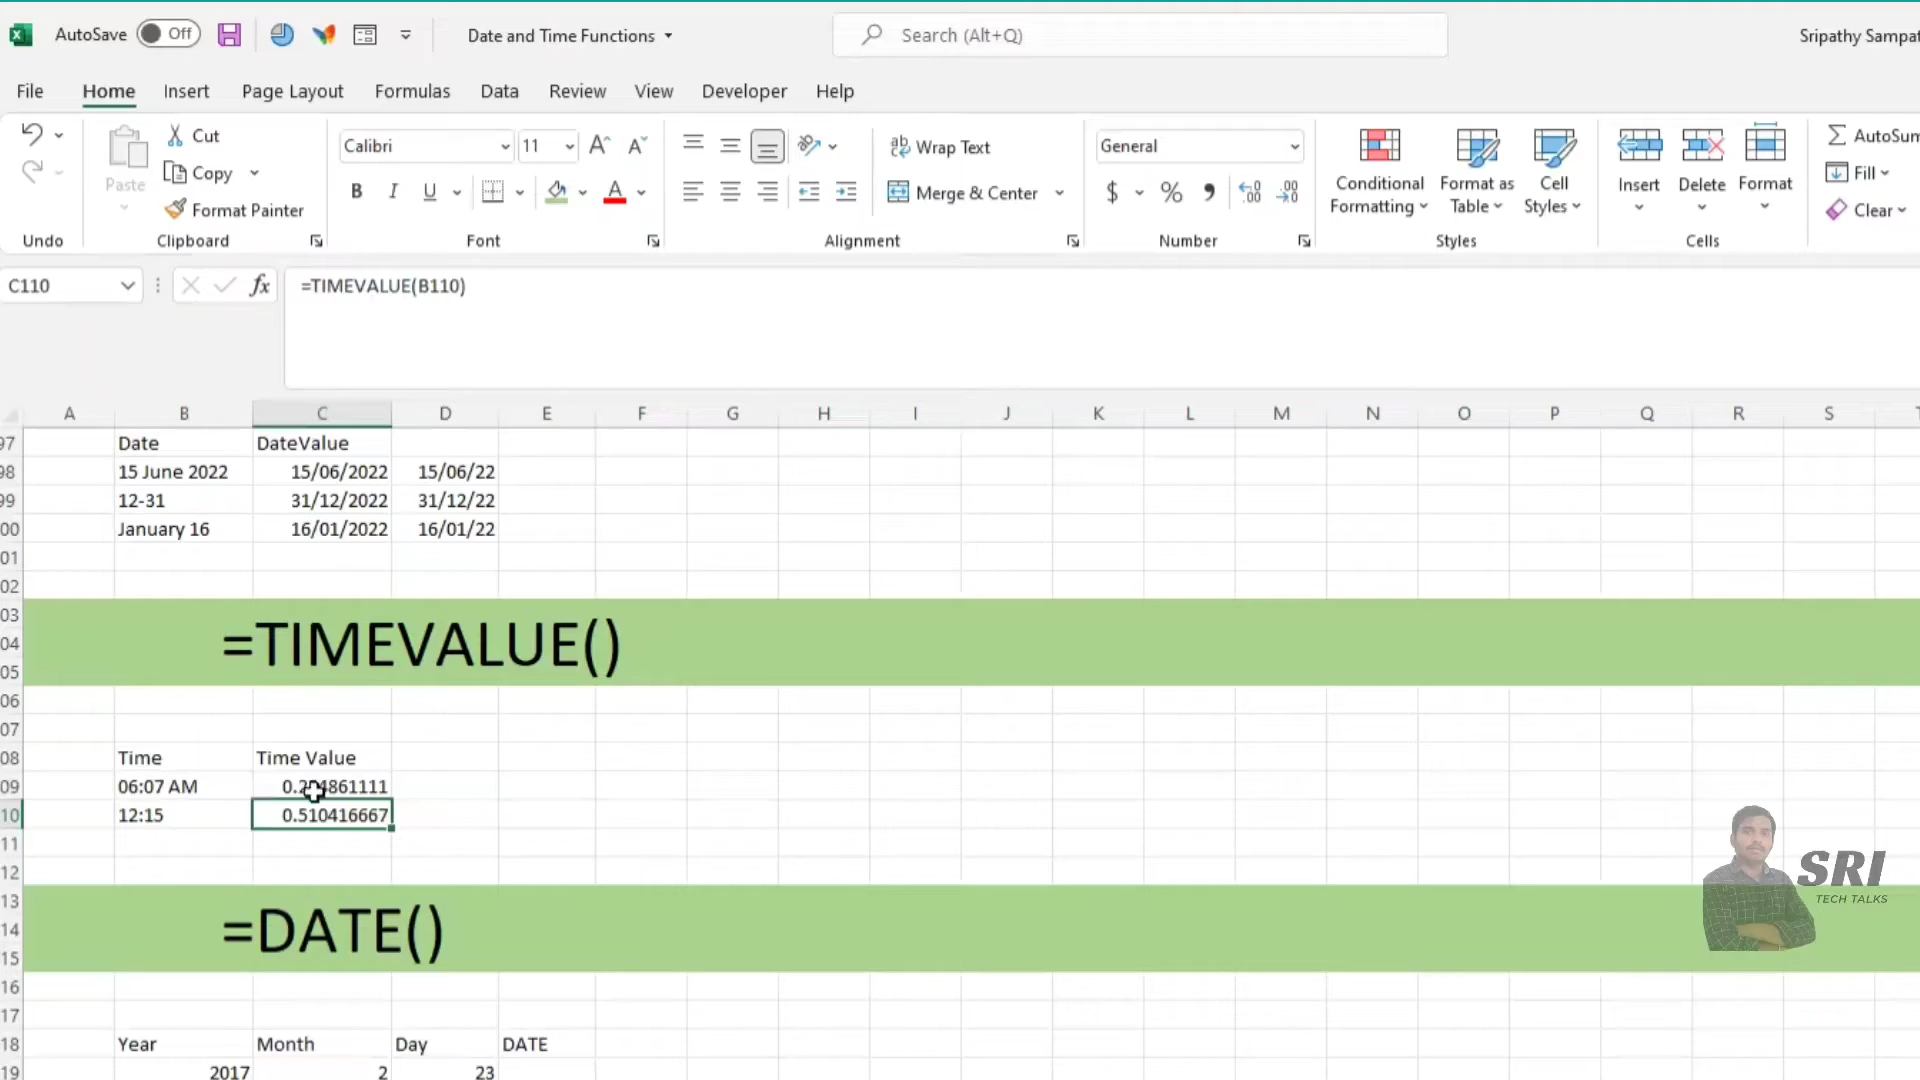 AutoSave Off Date and Time Functions Search (Alt+Q) Sripathy Sampat
File Home Insert Page Layout Formulas Data Review View Developer Help
Cut Calibri 11 Wrap Text General AutoSum
Paste Copy Merge & Center $ % Conditional Formatting Format as Table Cell Styles Insert Delete Format Fill
Format Painter B I U A Clear
Undo Clipboard Font Alignment Number Styles Cells
C110 fx =TIMEVALUE(B110)
A B C D E F G H I J K L M N O P Q R S
97 Date DateValue
98 15 June 2022 15/06/2022 15/06/22
99 12-31 31/12/2022 31/12/22
00 January 16 16/01/2022 16/01/22
01
02
03
04 =TIMEVALUE()
05
06
07
08 Time Time Value
09 06:07 AM
10 12:15 0.510416667
11
12
SRI
TECH TALKS
13
14 =DATE()
15
16
17
18 Year Month Day DATE
19 2017 2 23